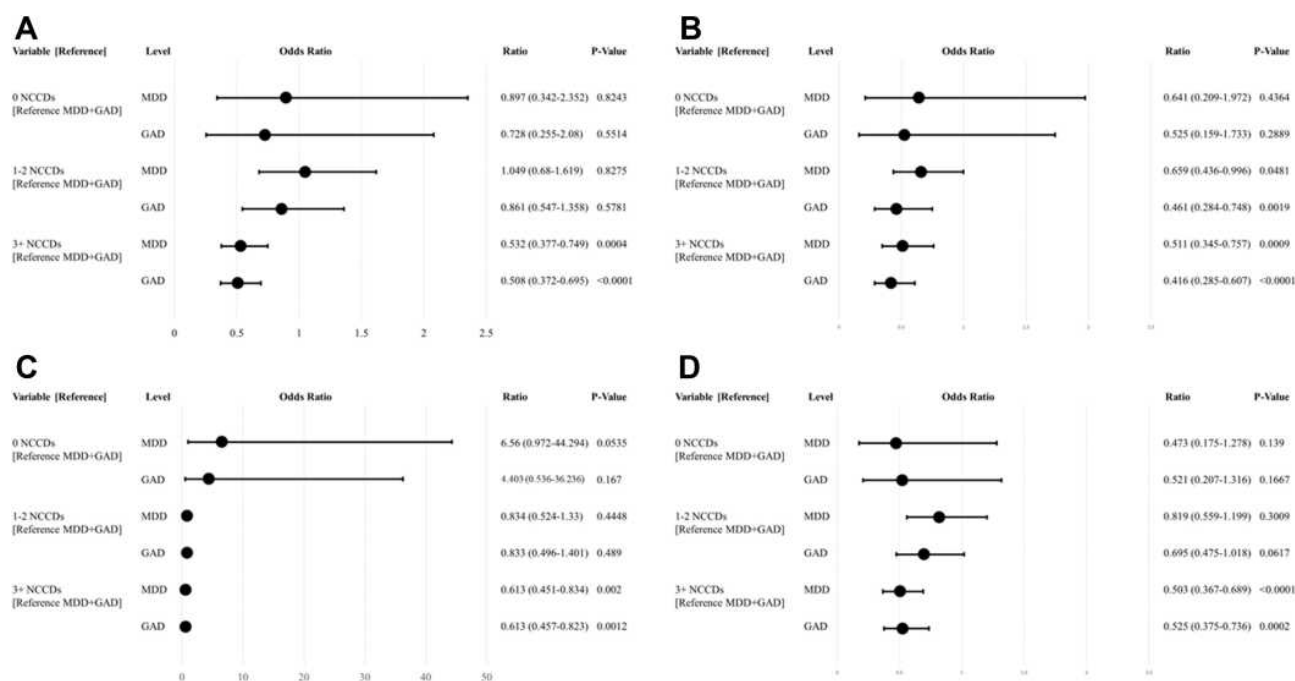 A
Variable [Reference] Level Odds Ratio Ratio P-Value
0 NCCDs MDD 0.897 (0.342-2.352) 0.8243
[Reference MDD+GAD]
GAD 0.728 (0.255-2.08) 0.5514
1-2 NCCDs MDD 1.049 (0.68-1.619) 0.8275
[Reference MDD+GAD]
GAD 0.861 (0.547-1.358) 0.5781
3+ NCCDs MDD 0.532 (0.377-0.749) 0.0004
[Reference MDD+GAD]
GAD 0.508 (0.372-0.695) <0.0001
0 0.5 1 1.5 2 2.5
B
Variable [Reference] Level Odds Ratio Ratio P-Value
0 NCCDs MDD 0.641 (0.209-1.972) 0.4364
[Reference MDD+GAD]
GAD 0.525 (0.159-1.733) 0.2889
1-2 NCCDs MDD 0.659 (0.436-0.996) 0.0481
[Reference MDD+GAD]
GAD 0.461 (0.284-0.748) 0.0019
3+ NCCDs MDD 0.511 (0.345-0.757) 0.0009
[Reference MDD+GAD]
GAD 0.416 (0.285-0.607) <0.0001
0 0.5 1 1.5 2 2.5
C
Variable [Reference] Level Odds Ratio Ratio P-Value
0 NCCDs MDD 6.56 (0.972-44.294) 0.0535
[Reference MDD+GAD]
GAD 4.403 (0.536-36.236) 0.167
1-2 NCCDs MDD 0.834 (0.524-1.33) 0.4448
[Reference MDD+GAD]
GAD 0.833 (0.496-1.401) 0.489
3+ NCCDs MDD 0.613 (0.451-0.834) 0.002
[Reference MDD+GAD]
GAD 0.613 (0.457-0.823) 0.0012
0 10 20 30 40 50
D
Variable [Reference] Level Odds Ratio Ratio P-Value
0 NCCDs MDD 0.473 (0.175-1.278) 0.139
[Reference MDD+GAD]
GAD 0.521 (0.207-1.316) 0.1667
1-2 NCCDs MDD 0.819 (0.559-1.199) 0.3009
[Reference MDD+GAD]
GAD 0.695 (0.475-1.018) 0.0617
3+ NCCDs MDD 0.503 (0.367-0.689) <0.0001
[Reference MDD+GAD]
GAD 0.525 (0.375-0.736) 0.0002